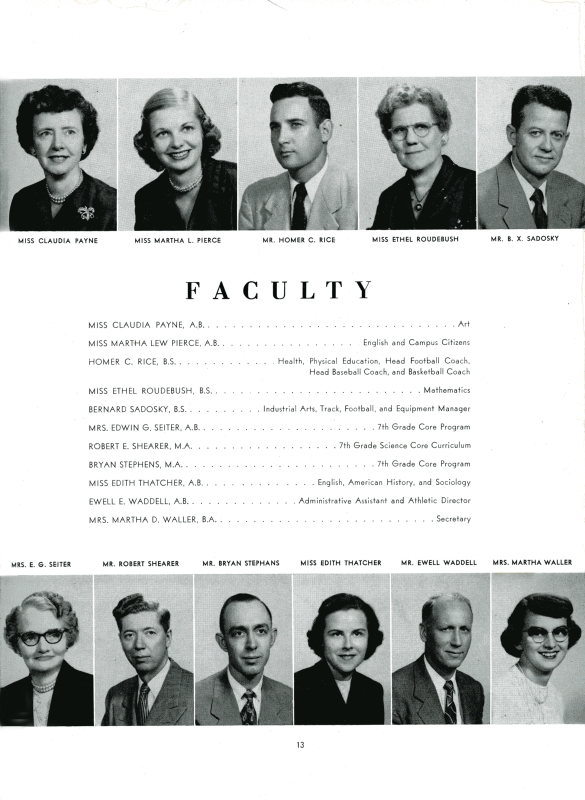 MISS CLAUDIA PAYNE MISS MARTHA L. PIERCE MR. HOMER C. RICE MISS ETHEL ROUDEBUSH MR. B. X. SADOSKY
FACULTY
MISS CLAUDIA PAYNE, A.B. . . . . . . . . . . . . . . . . . . . . . . . . . . . . . . . Art
MISS MARTHA LEW PIERCE, A.B. . . . . . . . . . . . . . . . . . English and Campus Citizens
HOMER C. RICE, B.S. . . . . . . . . . . . . Health, Physical Education, Head Football Coach,
Head Baseball Coach, and Basketball Coach
MISS ETHEL ROUDEBUSH, B.S. . . . . . . . . . . . . . . . . . . . . . . . . . Mathematics
BERNARD SADOSKY, B.S. . . . . . . . . . Industrial Arts, Track, Football, and Equipment Manager
MRS. EDWIN G. SEITER, A.B. . . . . . . . . . . . . . . . . . . . . 7th Grade Core Program
ROBERT E. SHEARER, M.A. . . . . . . . . . . . . . . . . . 7th Grade Science Core Curriculum
BRYAN STEPHENS, M.A. . . . . . . . . . . . . . . . . . . . . . . . 7th Grade Core Program
MISS EDITH THATCHER, A.B. . . . . . . . . . . . . . English, American History, and Sociology
EWELL E. WADDELL, A.B. . . . . . . . . . . . . . Administrative Assistant and Athletic Director
MRS. MARTHA D. WALLER, B.A. . . . . . . . . . . . . . . . . . . . . . . . . . . Secretary
MRS. E. G. SEITER MR. ROBERT SHEARER MR. BRYAN STEPHANS MISS EDITH THATCHER MR. EWELL WADDELL MRS. MARTHA WALLER
13